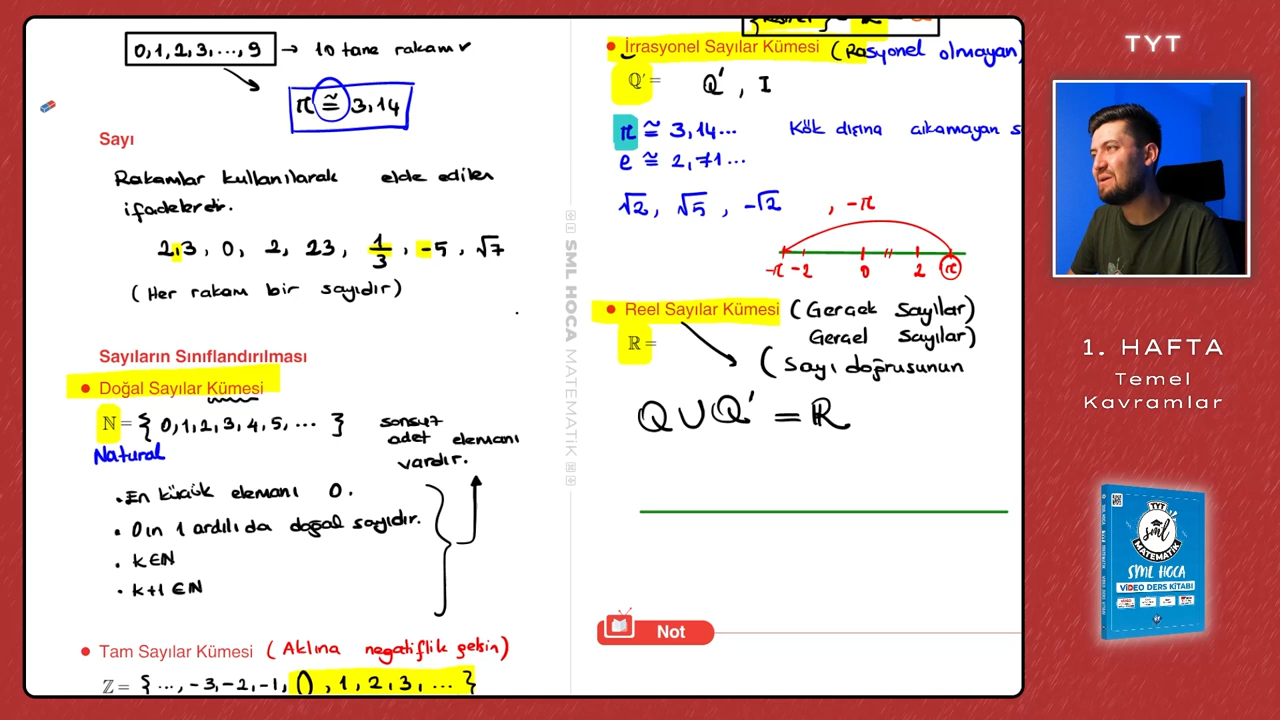 0,1,2,3,...,9 → 10 tane rakam ✓
π ≅ 3,14
Sayı
Rakamlar kullanılarak elde edilen
ifadelerdir.
2,3, 0, 2, 23, 1/3, -5, √7
(Her rakam bir sayıdır)
Sayıların Sınıflandırılması
• Doğal Sayılar Kümesi
ℕ = { 0,1,2,3,4,5,... }
Natural
sonsuz
adet elemanı
vardır.
• En küçük elemanı 0.
• 0 ın 1 ardılı da doğal sayıdır.
• k ∈ ℕ
• k+1 ∈ ℕ
• Tam Sayılar Kümesi (Aklına negatiflik gelsin)
ℤ = { ..., -3, -2, -1, 0, 1, 2, 3, ... }
SML HOCA MATEMATİK
• İrrasyonel Sayılar Kümesi (Rasyonel olmayan)
ℚ' = ℚ', I
π ≅ 3,14... Kök dışına çıkamayan s
e ≅ 2,71...
√2, √5, -√2, -π
-π -2 0 2 π
• Reel Sayılar Kümesi (Gerçek Sayılar)
ℝ = Gerçel Sayılar)
(Sayı doğrusunun
ℚ ∪ ℚ' = ℝ
Not
TYT
1. HAFTA
Temel
Kavramlar
TYT
sml
MATEMATİK
SML HOCA
VİDEO DERS KİTABI